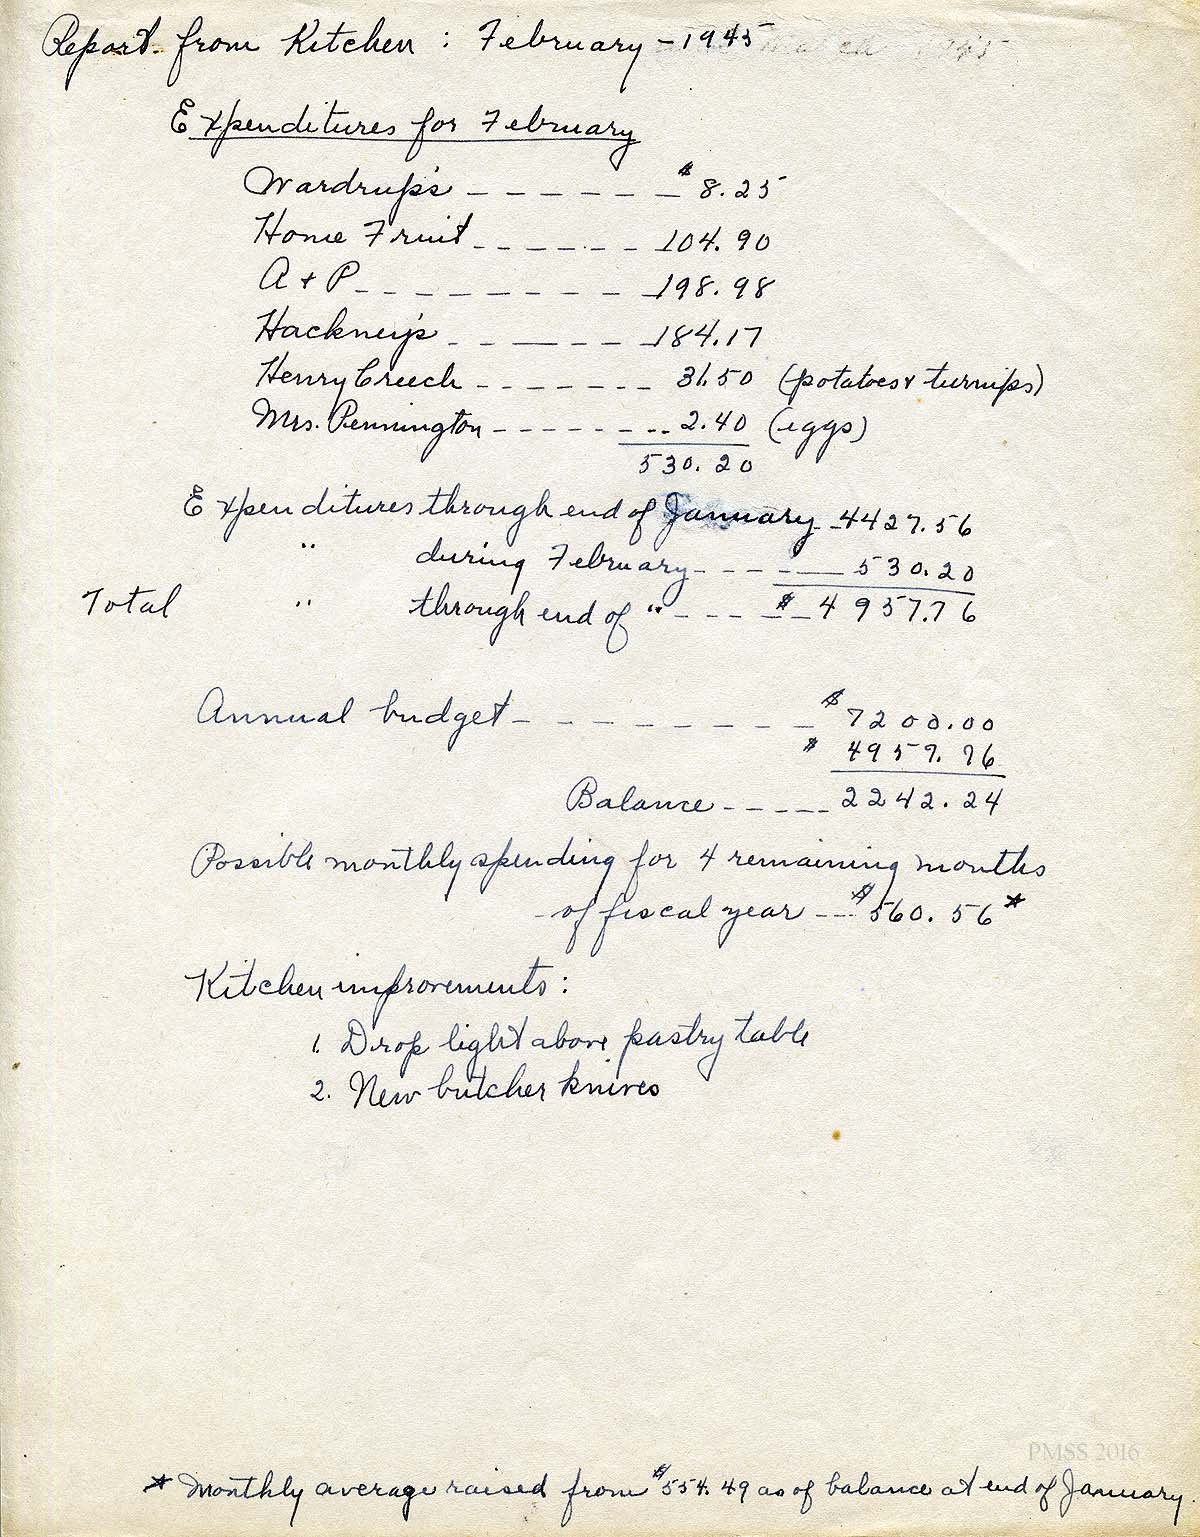 Report from Kitchen : February - 1945
Expenditures for February
Wardrup's ------ $8.25
Home Fruit ------ 104.90
A + P --------- 198.98
Hackney's ------ 184.17
Henry Creech ------- 31.50 (potatoes & turnips)
Mrs. Pennington -------- 2.40 (eggs)
530.20
Expenditures through end of January -- 4427.56
" during February ----- 530.20
Total " through end of " ----- $4957.76
Annual budget --------- $7200.00
$4957.76
Balance ----- 2242.24
Possible monthly spending for 4 remaining months
of fiscal year --- $560.56*
Kitchen improvements:
1. Drop light above pastry table
2. New butcher knives
PMSS 2016
* Monthly average raised from $554.49 as of balance at end of January.